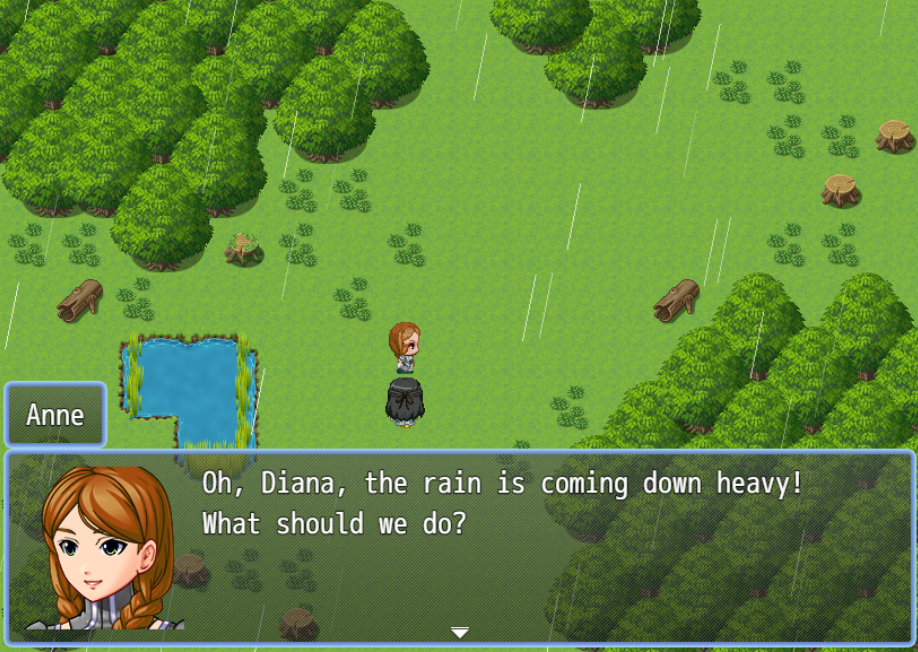 Anne
Oh, Diana, the rain is coming down heavy!
What should we do?